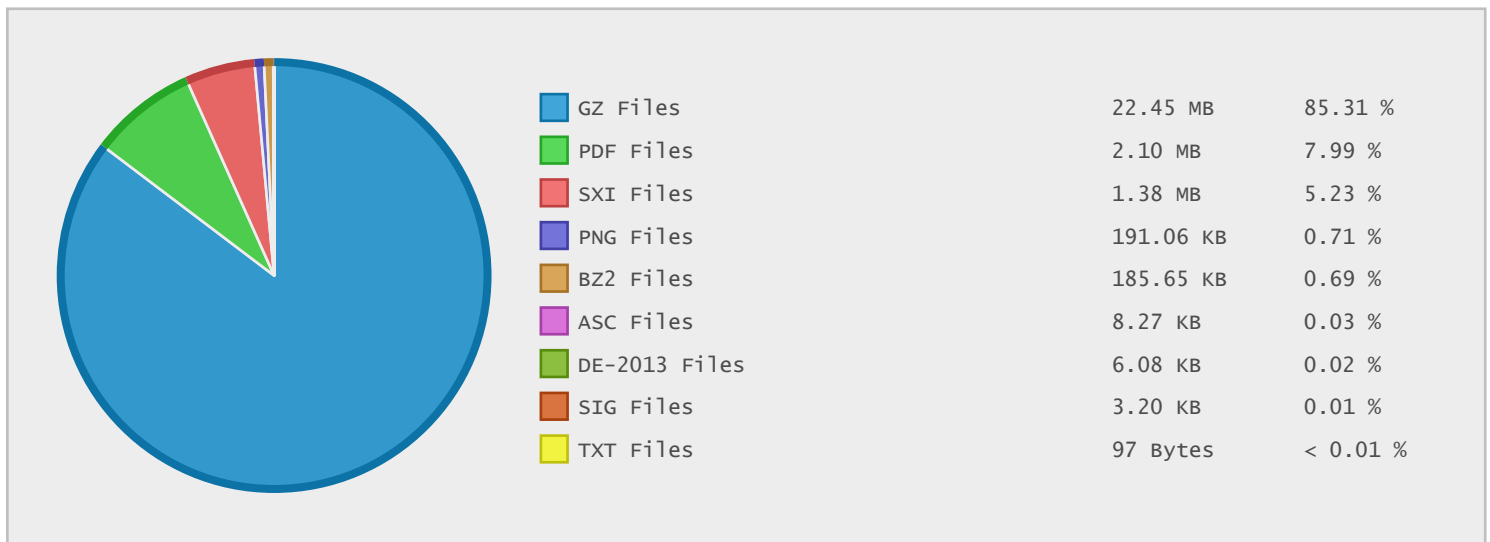 GZ Files 22.45 MB 85.31 %
PDF Files 2.10 MB 7.99 %
SXI Files 1.38 MB 5.23 %
PNG Files 191.06 KB 0.71 %
BZ2 Files 185.65 KB 0.69 %
ASC Files 8.27 KB 0.03 %
DE-2013 Files 6.08 KB 0.02 %
SIG Files 3.20 KB 0.01 %
TXT Files 97 Bytes < 0.01 %